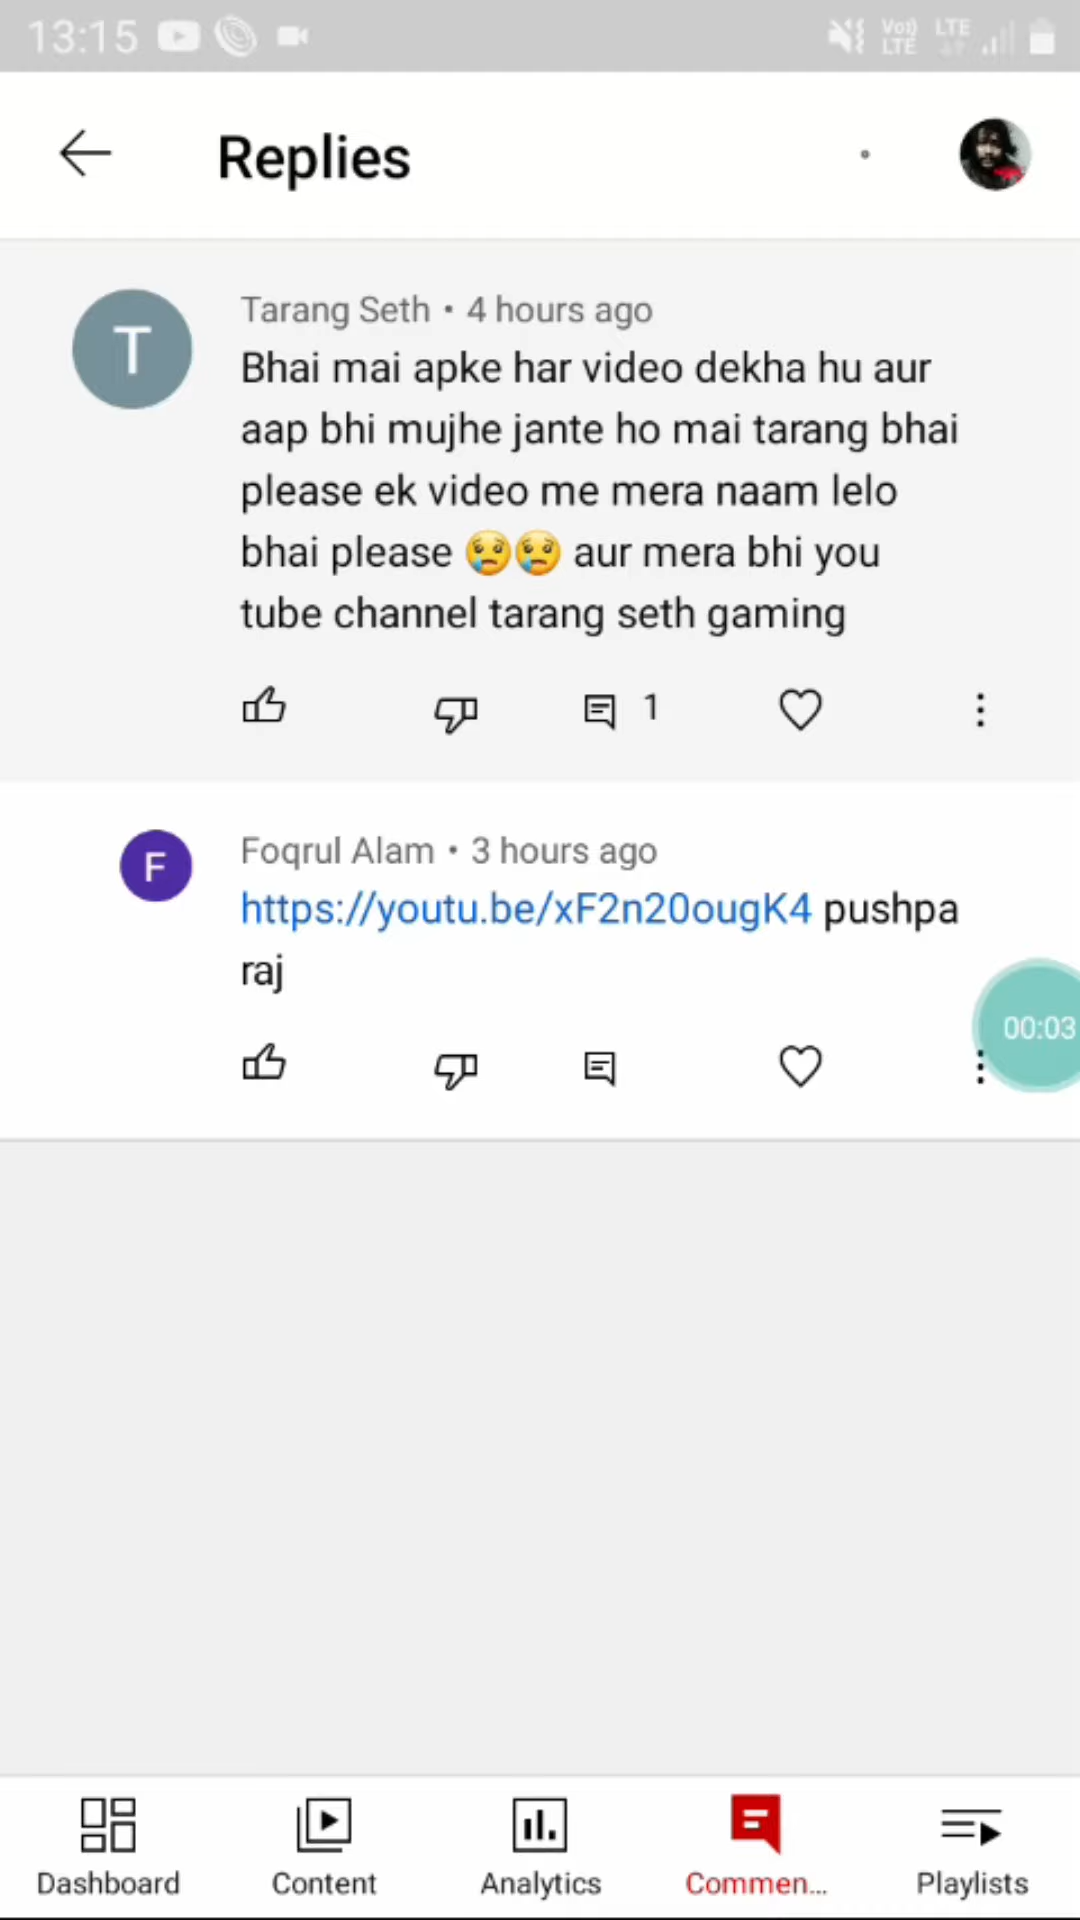 13:15 Vo) LTE LTE
Replies
T
Tarang Seth • 4 hours ago
Bhai mai apke har video dekha hu aur
aap bhi mujhe jante ho mai tarang bhai
please ek video me mera naam lelo
bhai please 😢😢 aur mera bhi you
tube channel tarang seth gaming
1
F
Foqrul Alam • 3 hours ago
https://youtu.be/xF2n20ougK4 pushpa
raj
00:03
Dashboard Content Analytics Commen... Playlists